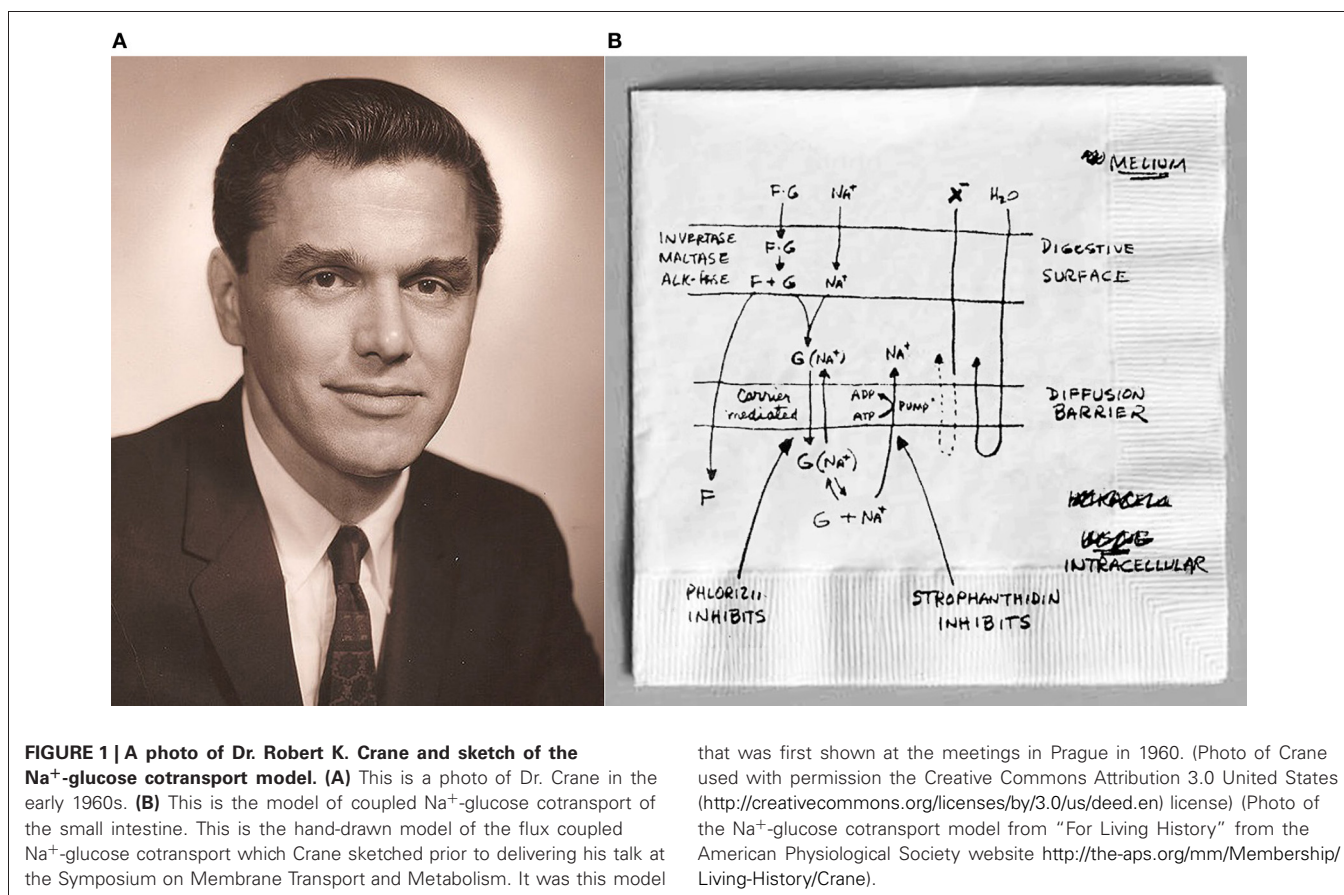 A
B
MELIUM
F·G
NA⁺
X⁻
H₂O
INVERTASE
MALTASE
ALK-PASE
F·G
F + G
NA⁺
DIGESTIVE
SURFACE
G (NA⁺)
NA⁺
Carrier
mediated
ADP
ATP
PUMP
DIFFUSION
BARRIER
G (NA⁺)
F
G + NA⁺
INTRACELLULAR
PHLORIZIN
INHIBITS
STROPHANTHIDIN
INHIBITS
FIGURE 1 | A photo of Dr. Robert K. Crane and sketch of the
Na⁺-glucose cotransport model. (A) This is a photo of Dr. Crane in the
early 1960s. (B) This is the model of coupled Na⁺-glucose cotransport of
the small intestine. This is the hand-drawn model of the flux coupled
Na⁺-glucose cotransport which Crane sketched prior to delivering his talk at
the Symposium on Membrane Transport and Metabolism. It was this model
that was first shown at the meetings in Prague in 1960. (Photo of Crane
used with permission the Creative Commons Attribution 3.0 United States
(http://creativecommons.org/licenses/by/3.0/us/deed.en) license) (Photo of
the Na⁺-glucose cotransport model from “For Living History” from the
American Physiological Society website http://the-aps.org/mm/Membership/
Living-History/Crane).